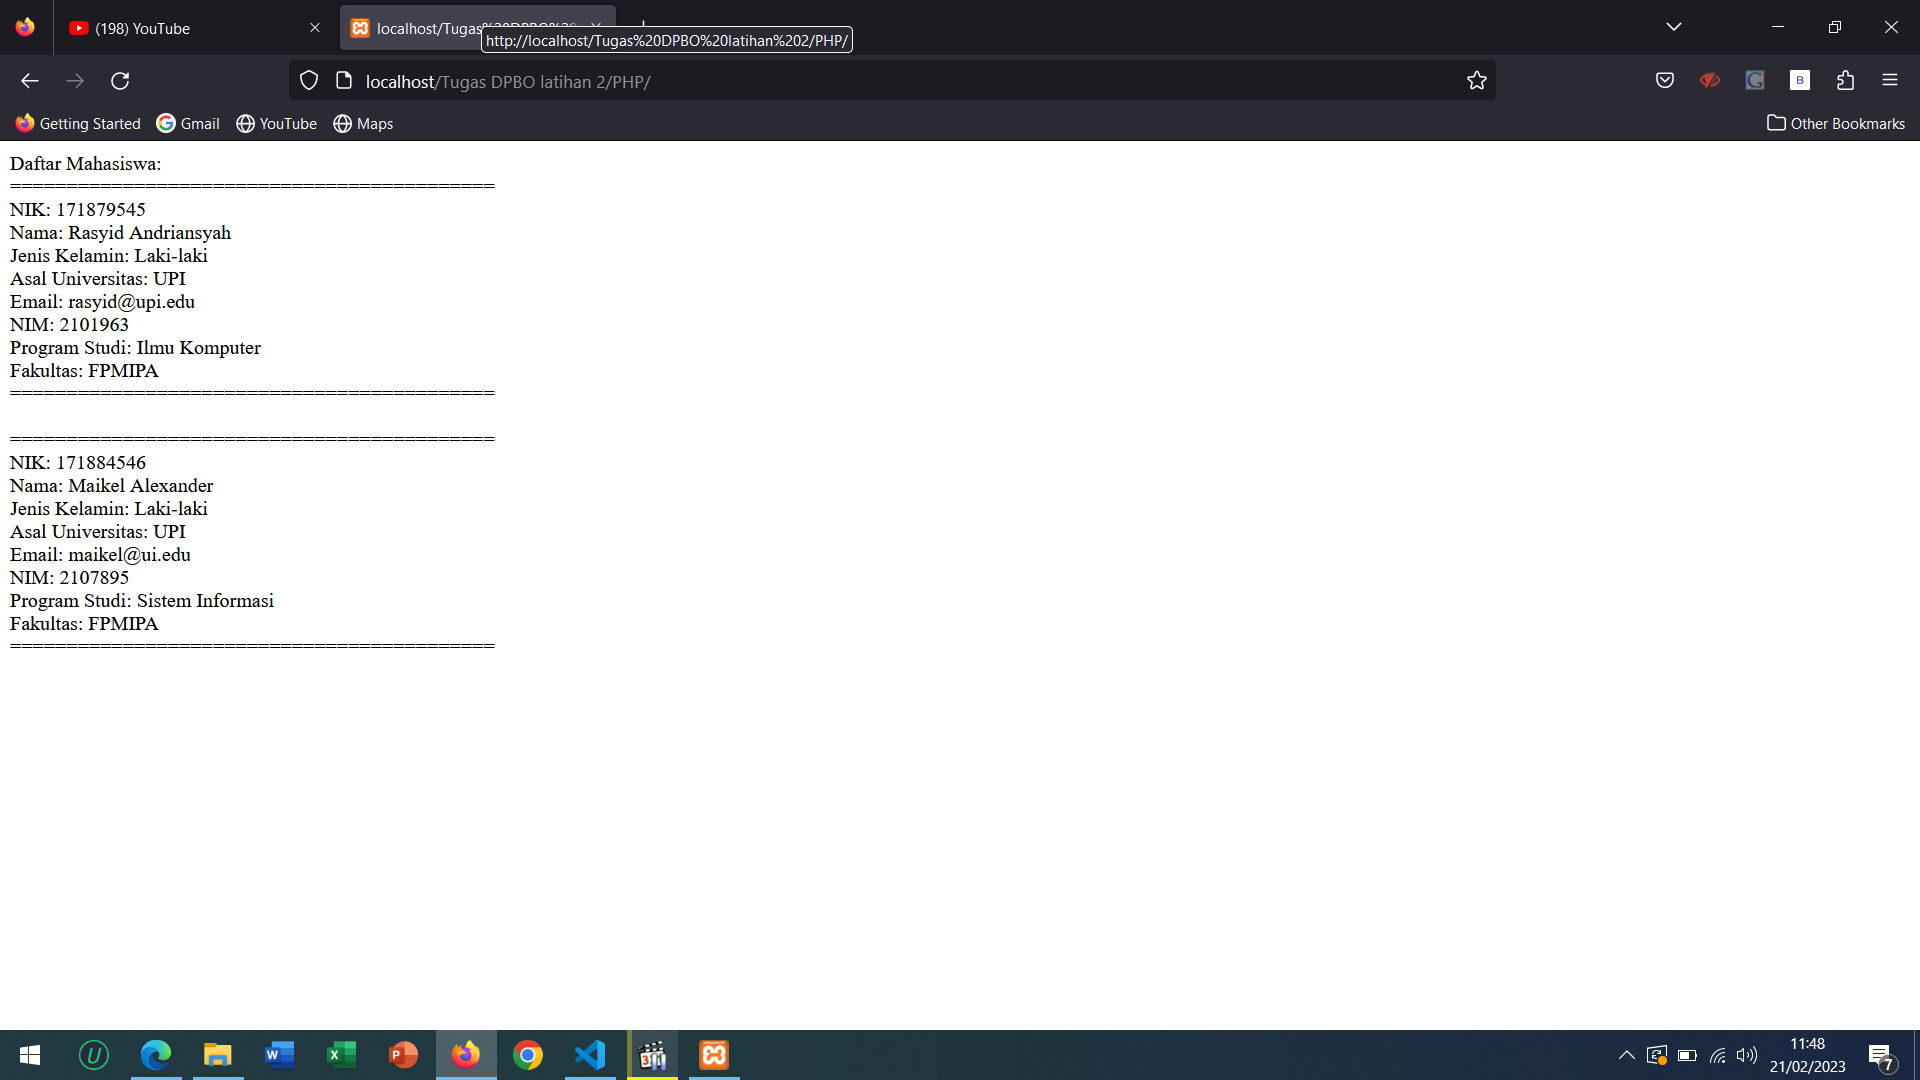 (198) YouTube
localhost/Tugas
http://localhost/Tugas%20DPBO%20latihan%202/PHP/
localhost/Tugas DPBO latihan 2/PHP/
B
Getting Started
Gmail
YouTube
Maps
Other Bookmarks
Daftar Mahasiswa:
===========================================
NIK: 171879545
Nama: Rasyid Andriansyah
Jenis Kelamin: Laki-laki
Asal Universitas: UPI
Email: rasyid@upi.edu
NIM: 2101963
Program Studi: Ilmu Komputer
Fakultas: FPMIPA
===========================================
===========================================
NIK: 171884546
Nama: Maikel Alexander
Jenis Kelamin: Laki-laki
Asal Universitas: UPI
Email: maikel@ui.edu
NIM: 2107895
Program Studi: Sistem Informasi
Fakultas: FPMIPA
===========================================
11:48
21/02/2023
7